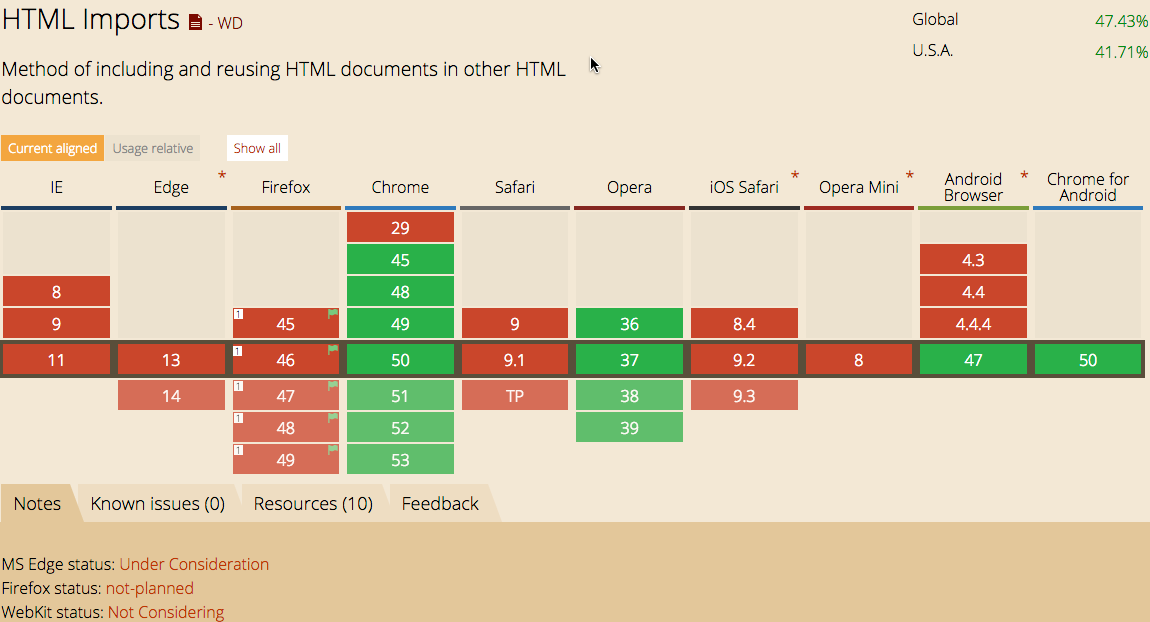 HTML Imports - WD
Global 47.43%
U.S.A. 41.71%
Method of including and reusing HTML documents in other HTML
documents.
Current aligned Usage relative Show all
IE Edge * Firefox Chrome Safari Opera iOS Safari * Opera Mini * Android Browser * Chrome for Android
29
45 4.3
8 48 4.4
9 1 45 49 9 36 8.4 4.4.4
11 13 1 46 50 9.1 37 9.2 8 47 50
14 1 47 51 TP 38 9.3
1 48 52 39
1 49 53
Notes Known issues (0) Resources (10) Feedback
MS Edge status: Under Consideration
Firefox status: not-planned
WebKit status: Not Considering